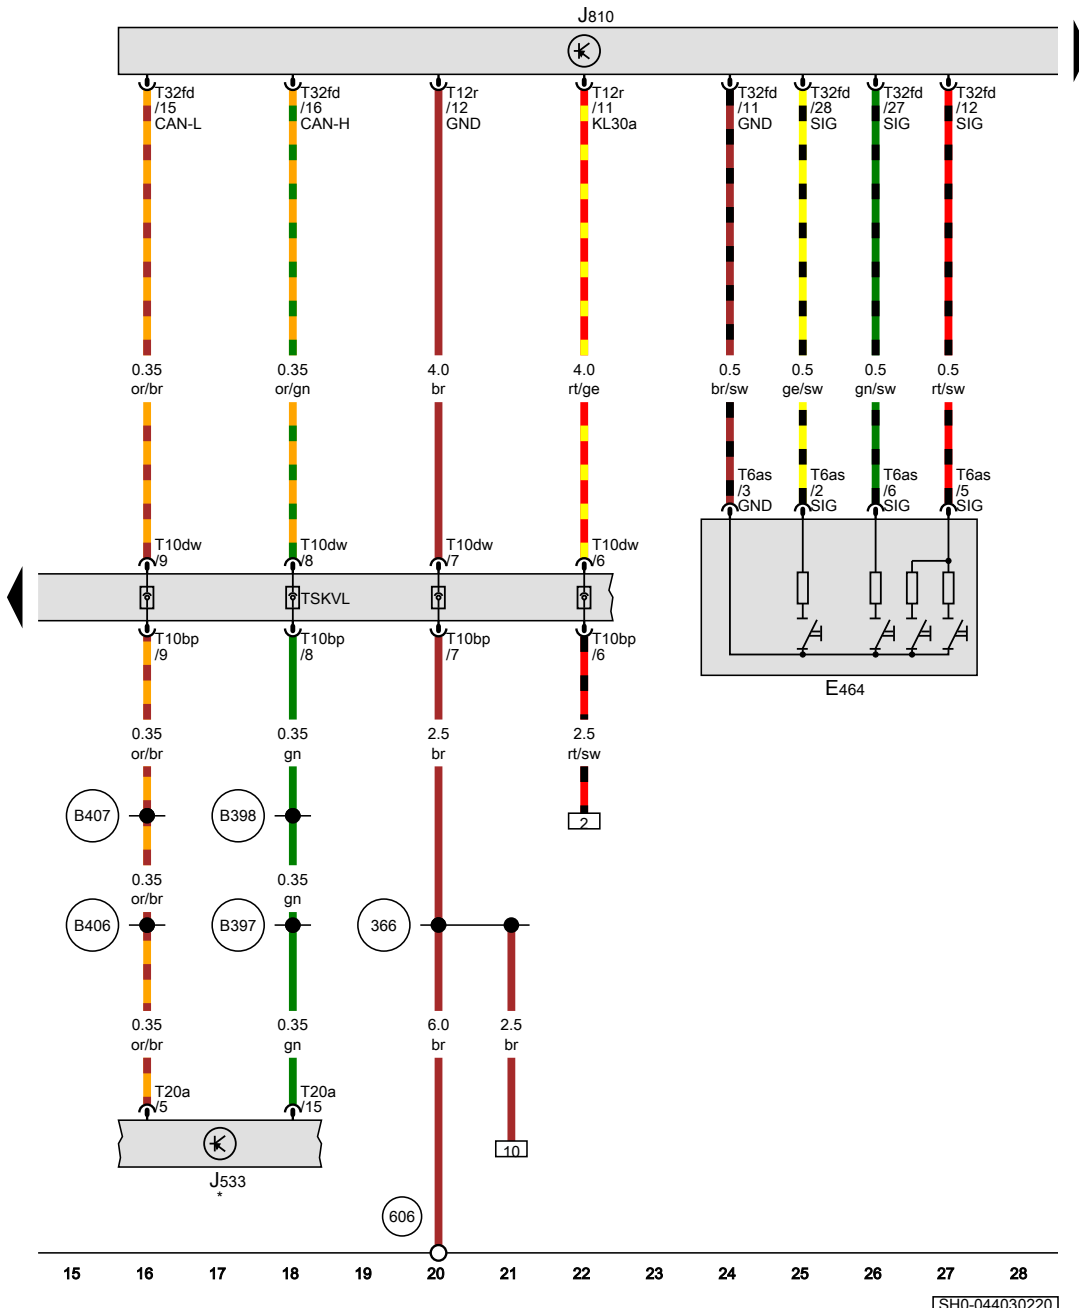 J810
T32fd
/15
CAN-L
T32fd
/16
CAN-H
T12r
/12
GND
T12r
/11
KL30a
T32fd
/11
GND
T32fd
/28
SIG
T32fd
/27
SIG
T32fd
/12
SIG
0.35
or/br
0.35
or/gn
4.0
br
4.0
rt/ge
0.5
br/sw
0.5
ge/sw
0.5
gn/sw
0.5
rt/sw
T6as
/3
GND
T6as
/2
SIG
T6as
/6
SIG
T6as
/5
SIG
T10dw
/9
T10dw
/8
T10dw
/7
T10dw
/6
TSKVL
T10bp
/9
T10bp
/8
T10bp
/7
T10bp
/6
E464
0.35
or/br
0.35
gn
2.5
br
2.5
rt/sw
B407
B398
2
0.35
or/br
0.35
gn
B406
B397
366
0.35
or/br
0.35
gn
6.0
br
2.5
br
T20a
/5
T20a
/15
10
J533
*
606
15 16 17 18 19 20 21 22 23 24 25 26 27 28
SH0-044030220